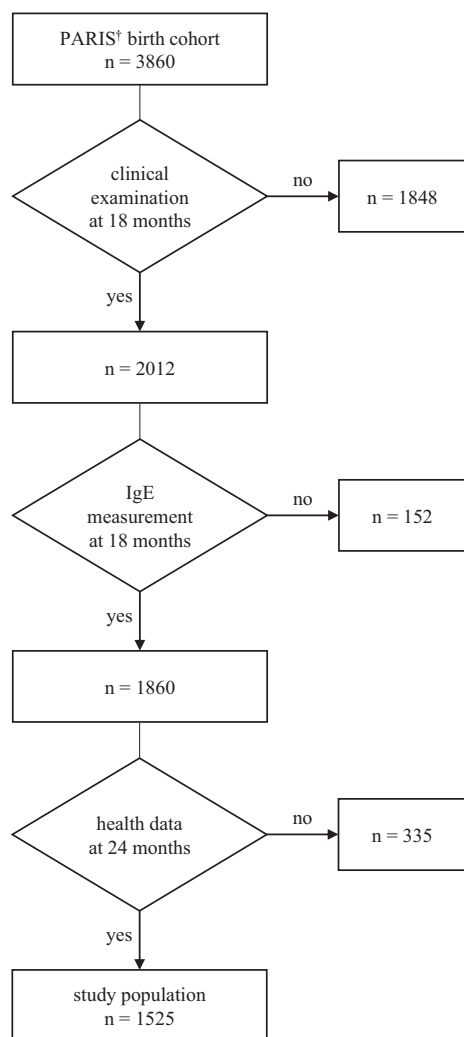 PARIS† birth cohort
n = 3860
clinical
examination
at 18 months
no
n = 1848
yes
n = 2012
IgE
measurement
at 18 months
no
n = 152
yes
n = 1860
health data
at 24 months
no
n = 335
yes
study population
n = 1525